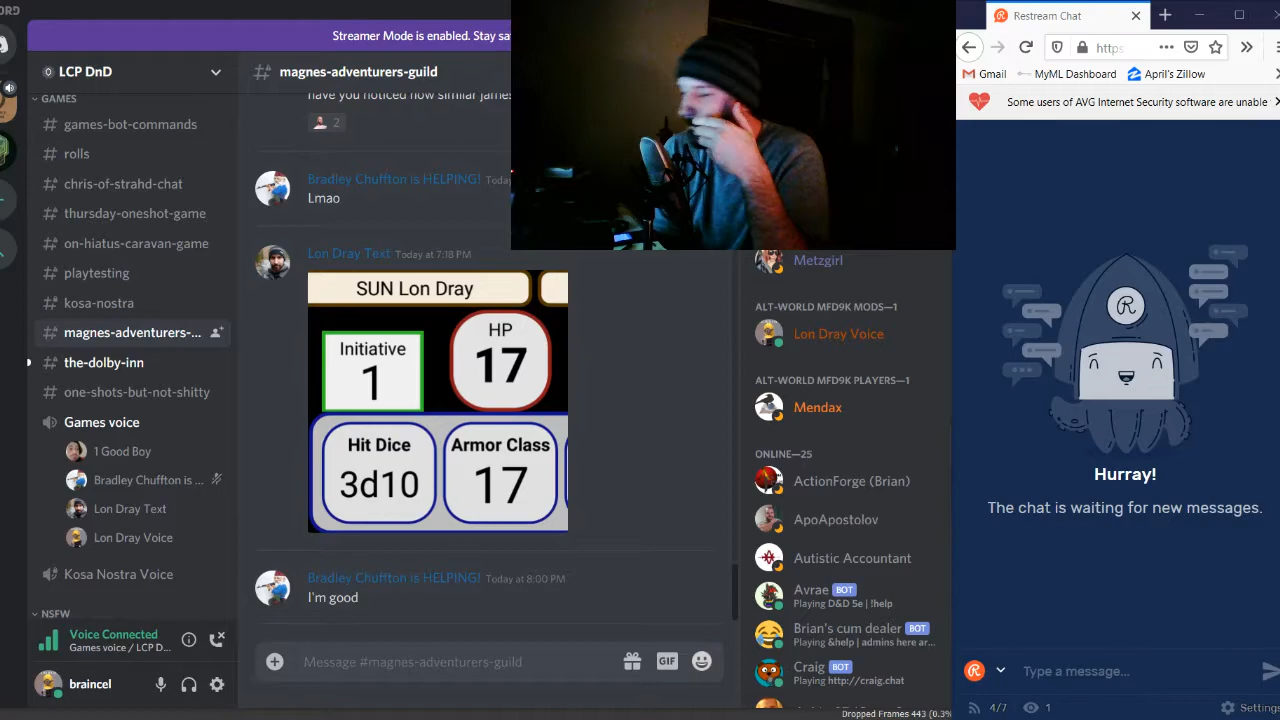 Streamer Mode is enabled. Stay saf
LCP DnD
GAMES
games-bot-commands
rolls
chris-of-strahd-chat
thursday-oneshot-game
on-hiatus-caravan-game
playtesting
kosa-nostra
magnes-adventurers-...
the-dolby-inn
one-shots-but-not-shitty
Games voice
1 Good Boy
Bradley Chuffton is ...
Lon Dray Text
Lon Dray Voice
Kosa Nostra Voice
NSFW
Voice Connected
Games voice / LCP D...
braincel
magnes-adventurers-guild
have you noticed how similar james
2
Bradley Chuffton is HELPING! Today
Lmao
Lon Dray Text Today at 7:18 PM
SUN Lon Dray
Initiative
1
HP
17
Hit Dice
3d10
Armor Class
17
Bradley Chuffton is HELPING! Today at 8:00 PM
I'm good
Message #magnes-adventurers-guild
GIF
Metzgirl
ALT-WORLD MFD9K MODS—1
Lon Dray Voice
ALT-WORLD MFD9K PLAYERS—1
Mendax
ONLINE—25
ActionForge (Brian)
ApoApostolov
Autistic Accountant
Avrae BOT
Playing D&D 5e | !help
Brian's cum dealer BOT
Playing &help | admins here ar...
Craig BOT
Playing http://craig.chat
Dropped Frames 443 (0.3%
Restream Chat
https
Gmail
MyML Dashboard
April's Zillow
Some users of AVG Internet Security software are unable
Hurray!
The chat is waiting for new messages.
Type a message...
4/7
1
Settings